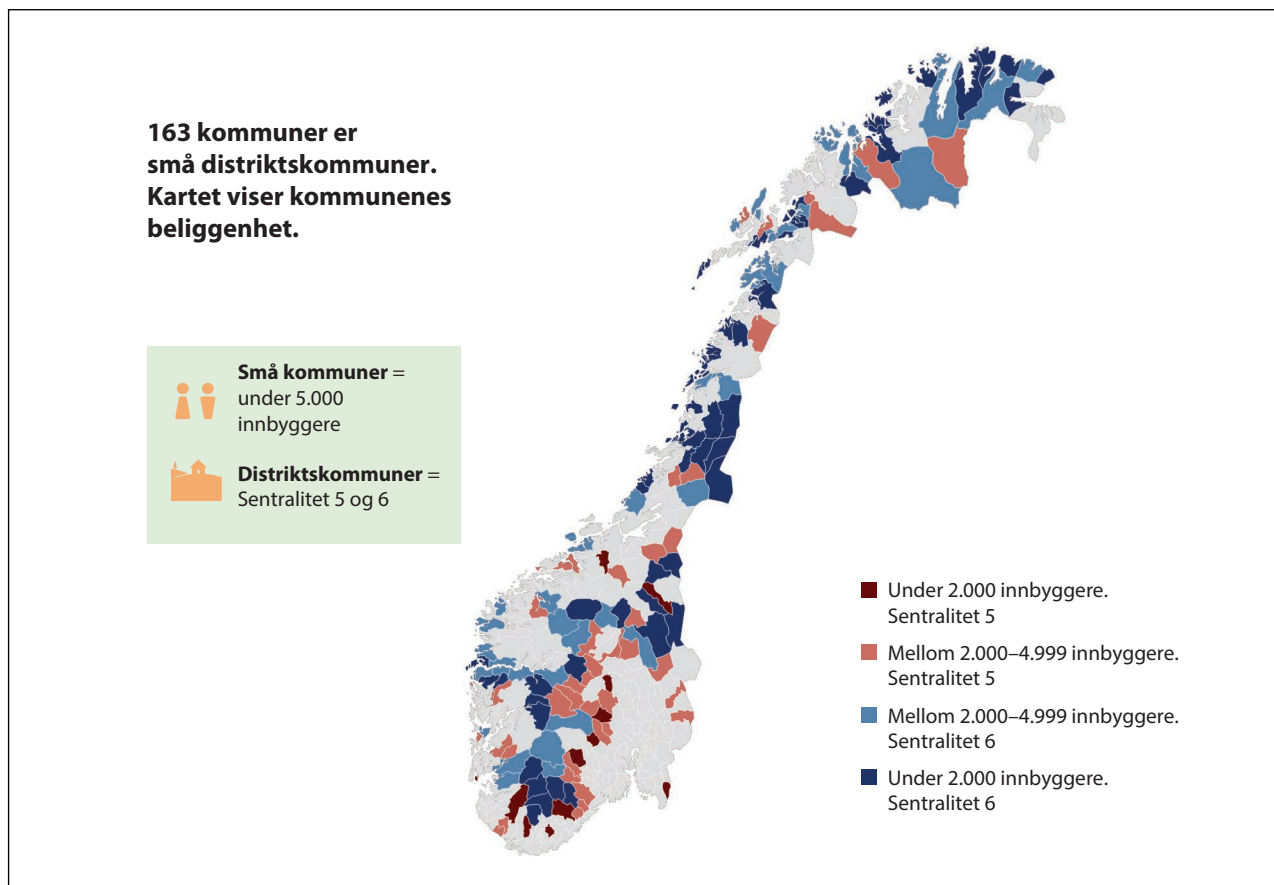 163 kommuner er
små distriktskommuner.
Kartet viser kommunenes
beliggenhet.
Små kommuner =
under 5.000
innbyggere
Distriktskommuner =
Sentralitet 5 og 6
Under 2.000 innbyggere.
Sentralitet 5
Mellom 2.000–4.999 innbyggere.
Sentralitet 5
Mellom 2.000–4.999 innbyggere.
Sentralitet 6
Under 2.000 innbyggere.
Sentralitet 6